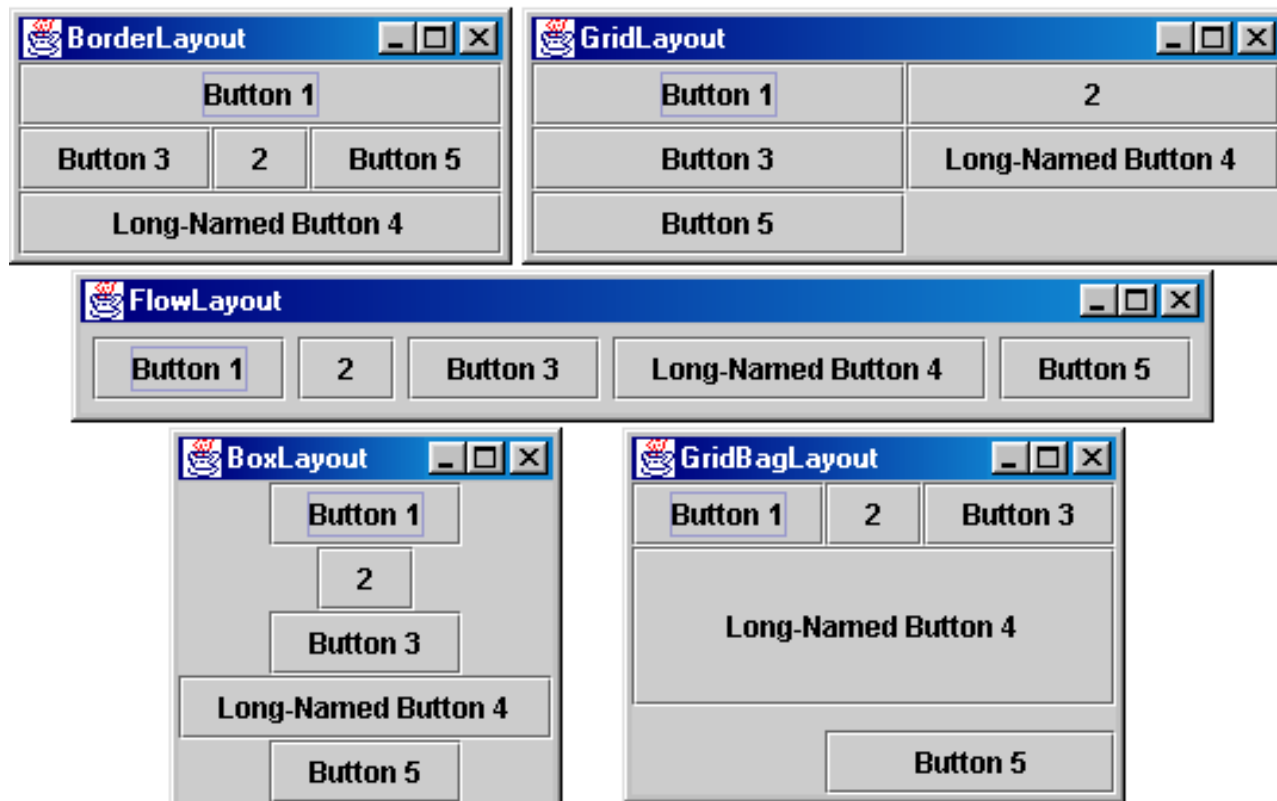 BorderLayout
Button 1
Button 3 2 Button 5
Long-Named Button 4
GridLayout
Button 1 2
Button 3 Long-Named Button 4
Button 5
FlowLayout
Button 1 2 Button 3 Long-Named Button 4 Button 5
BoxLayout
Button 1
2
Button 3
Long-Named Button 4
Button 5
GridBagLayout
Button 1 2 Button 3
Long-Named Button 4
Button 5